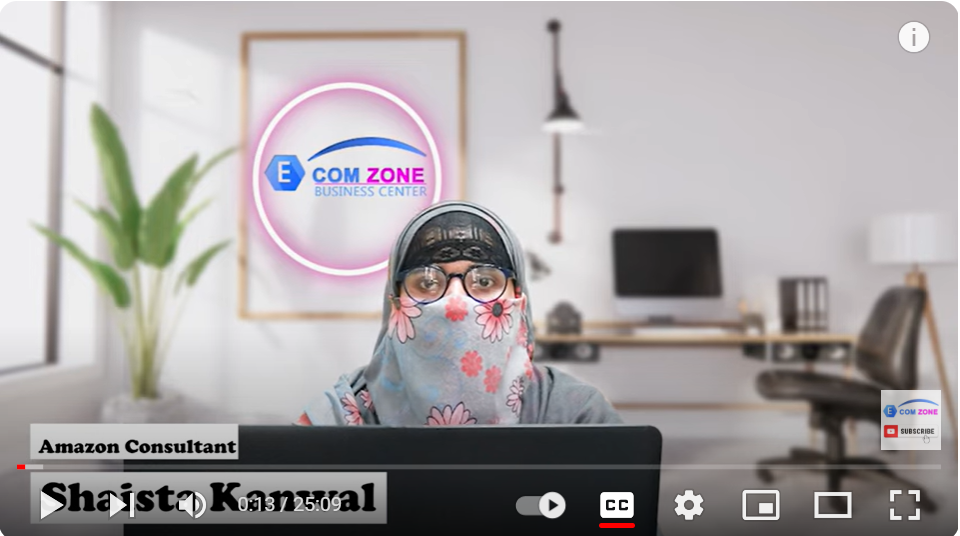 E COM ZONE
BUSINESS CENTER
E COM ZONE
SUBSCRIBE
Amazon Consultant
Shaista Kanwal
0:13 / 25:09
CC